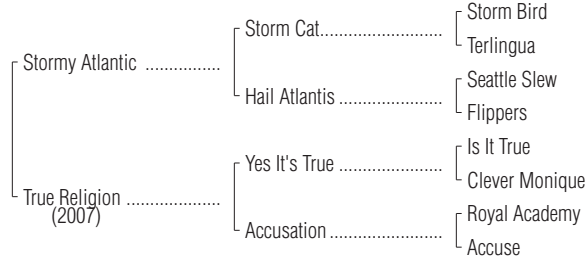 Storm Bird
Storm Cat......................................
Terlingua
Stormy Atlantic ................
Seattle Slew
Hail Atlantis ................................
Flippers
Is It True
Yes It's True ................................
Clever Monique
True Religion ....................
(2007)
Royal Academy
Accusation ...................................
Accuse